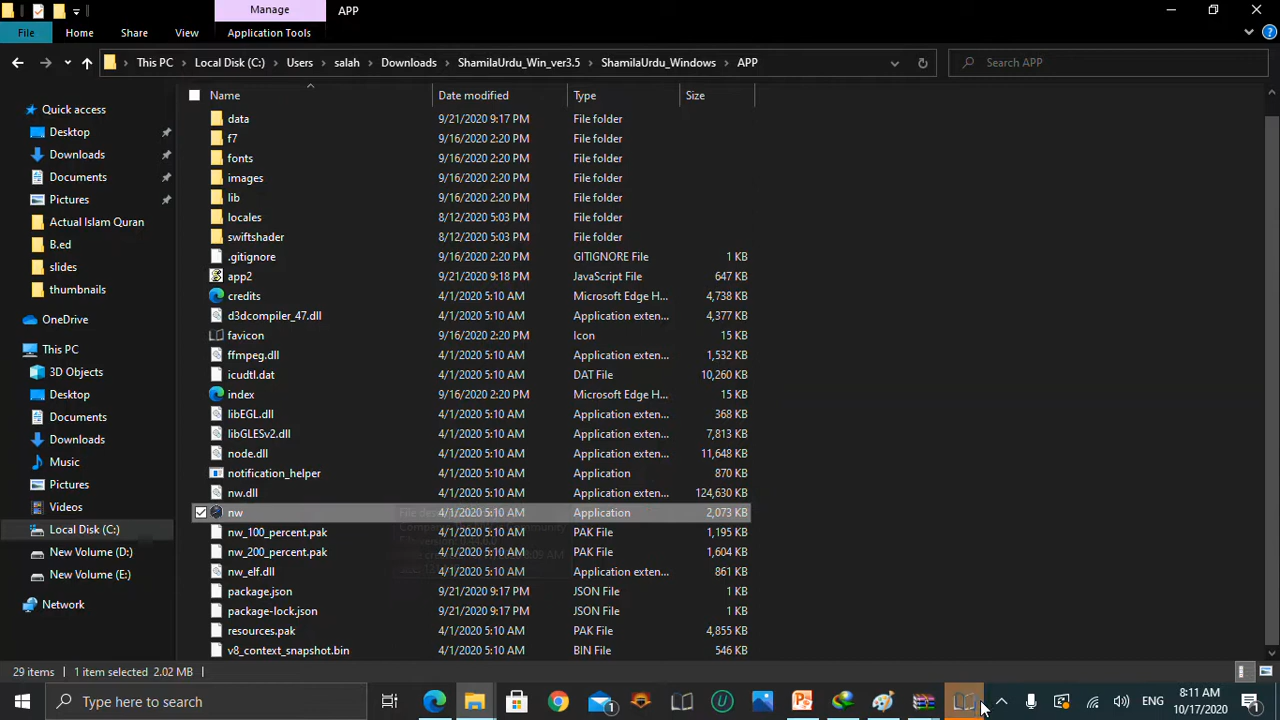 Manage
APP
File
Home
Share
View
Application Tools
This PC
Local Disk (C:)
Users
salah
Downloads
ShamilaUrdu_Win_ver3.5
ShamilaUrdu_Windows
APP
Search APP
Name
Date modified
Type
Size
Quick access
Desktop
Downloads
Documents
Pictures
Actual Islam Quran
B.ed
slides
thumbnails
OneDrive
This PC
3D Objects
Desktop
Documents
Downloads
Music
Pictures
Videos
Local Disk (C:)
New Volume (D:)
New Volume (E:)
Network
data 9/21/2020 9:17 PM File folder
f7 9/16/2020 2:20 PM File folder
fonts 9/16/2020 2:20 PM File folder
images 9/16/2020 2:20 PM File folder
lib 9/16/2020 2:20 PM File folder
locales 8/12/2020 5:03 PM File folder
swiftshader 8/12/2020 5:03 PM File folder
.gitignore 9/16/2020 2:20 PM GITIGNORE File 1 KB
app2 9/21/2020 9:18 PM JavaScript File 647 KB
credits 4/1/2020 5:10 AM Microsoft Edge H... 4,738 KB
d3dcompiler_47.dll 4/1/2020 5:10 AM Application exten... 4,377 KB
favicon 9/16/2020 2:20 PM Icon 15 KB
ffmpeg.dll 4/1/2020 5:10 AM Application exten... 1,532 KB
icudtl.dat 4/1/2020 5:10 AM DAT File 10,260 KB
index 9/16/2020 2:20 PM Microsoft Edge H... 15 KB
libEGL.dll 4/1/2020 5:10 AM Application exten... 368 KB
libGLESv2.dll 4/1/2020 5:10 AM Application exten... 7,813 KB
node.dll 4/1/2020 5:10 AM Application exten... 11,648 KB
notification_helper 4/1/2020 5:10 AM Application 870 KB
nw.dll 4/1/2020 5:10 AM Application exten... 124,630 KB
nw 4/1/2020 5:10 AM Application 2,073 KB
nw_100_percent.pak 4/1/2020 5:10 AM PAK File 1,195 KB
nw_200_percent.pak 4/1/2020 5:10 AM PAK File 1,604 KB
nw_elf.dll 4/1/2020 5:10 AM Application exten... 861 KB
package.json 9/21/2020 9:17 PM JSON File 1 KB
package-lock.json 9/21/2020 9:17 PM JSON File 1 KB
resources.pak 4/1/2020 5:10 AM PAK File 4,855 KB
v8_context_snapshot.bin 4/1/2020 5:10 AM BIN File 546 KB
29 items
1 item selected 2.02 MB
Type here to search
1
ENG
8:11 AM
10/17/2020
1